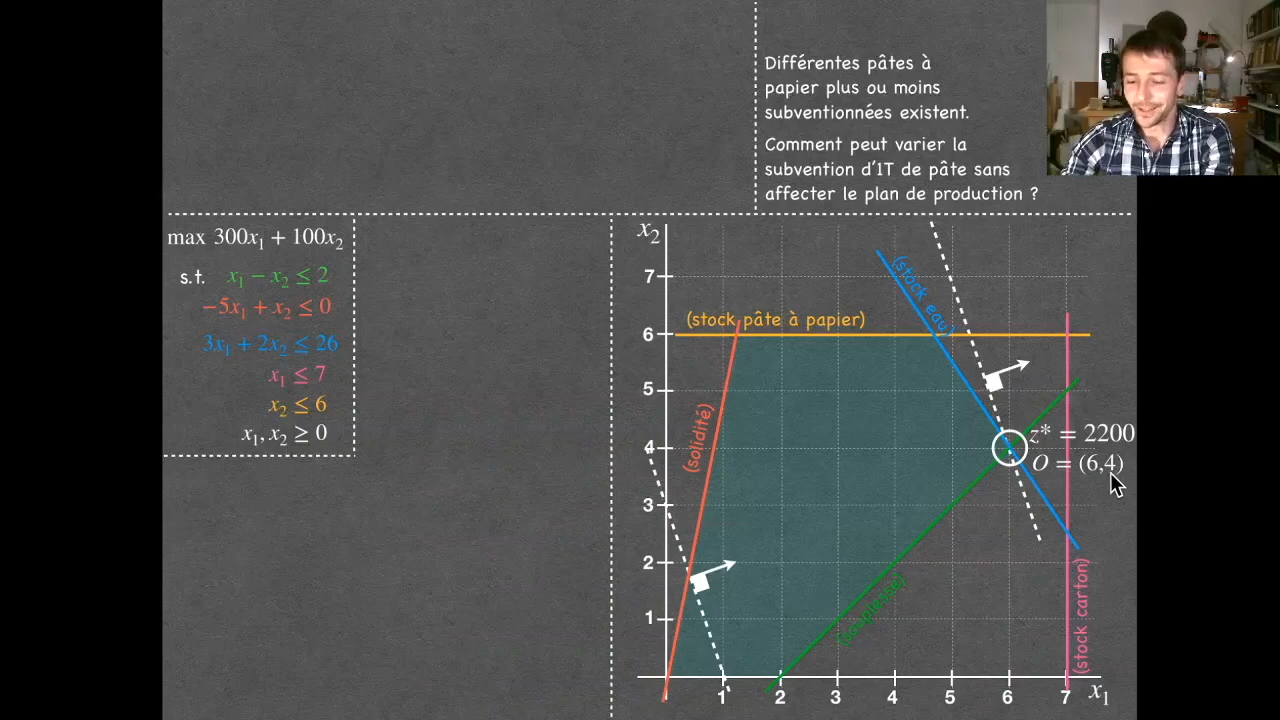 Différentes pâtes à
papier plus ou moins
subventionnées existent.
Comment peut varier la
subvention d'1T de pâte sans
affecter le plan de production ?
max 300x₁ + 100x₂
s.t. x₁ − x₂ ≤ 2
−5x₁ + x₂ ≤ 0
3x₁ + 2x₂ ≤ 26
x₁ ≤ 7
x₂ ≤ 6
x₁, x₂ ≥ 0
x₂
7
6
5
4
3
2
1
(stock eau)
(stock pâte à papier)
(solidité)
z* = 2200
O = (6,4)
(souplesse)
(stock carton)
1 2 3 4 5 6 7 x₁